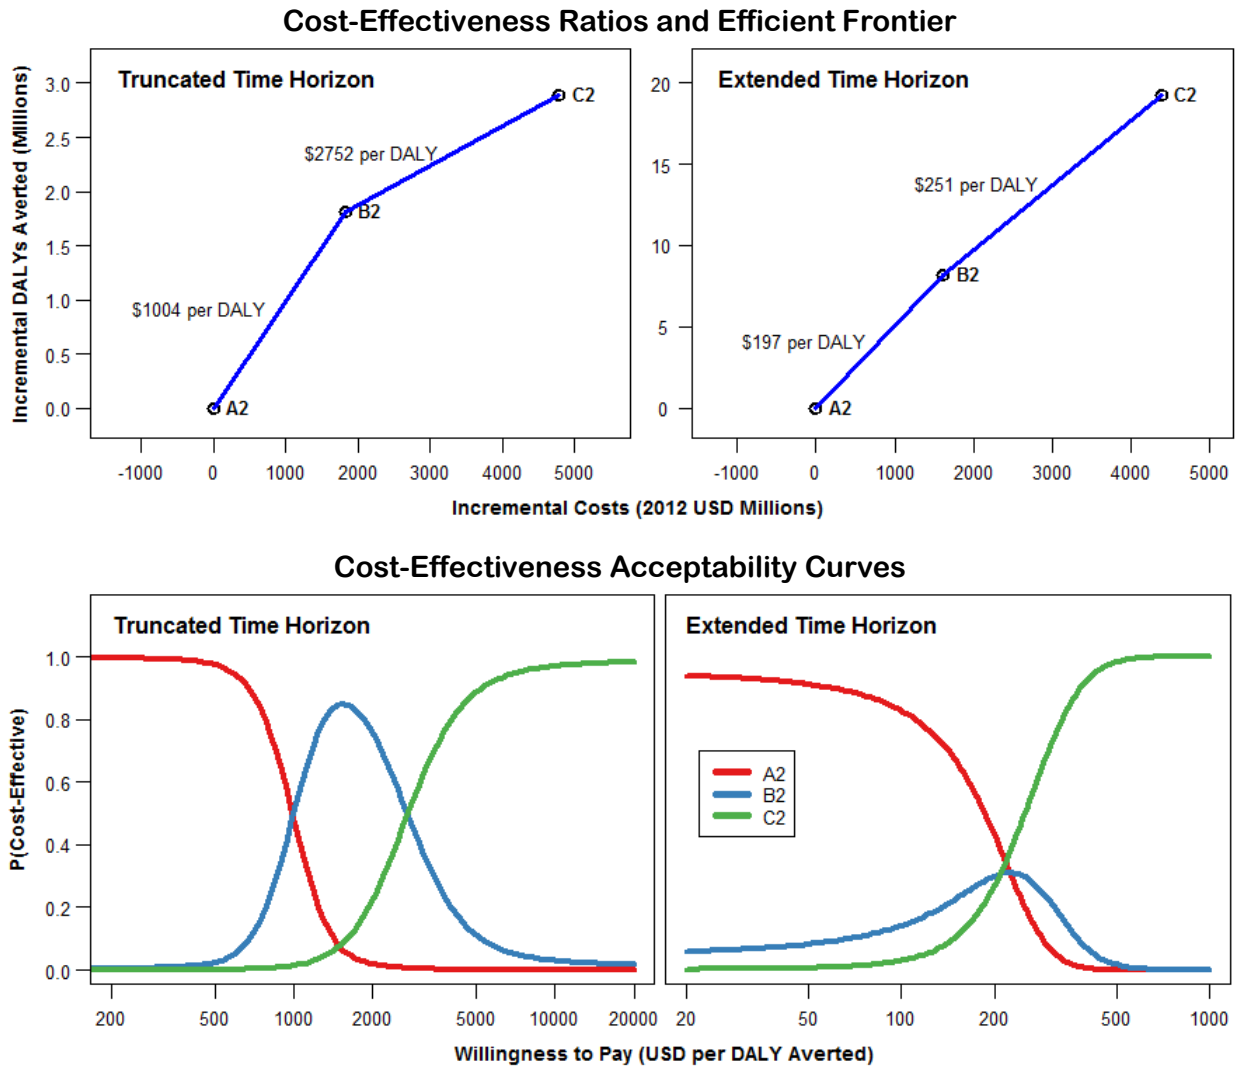 Cost-Effectiveness Ratios and Efficient Frontier
Truncated Time Horizon
Incremental DALYs Averted (Millions)
3.0
2.5
2.0
1.5
1.0
0.5
0.0
$2752 per DALY
$1004 per DALY
A2
B2
C2
-1000 0 1000 2000 3000 4000 5000
Extended Time Horizon
20
15
10
5
0
$251 per DALY
$197 per DALY
A2
B2
C2
-1000 0 1000 2000 3000 4000 5000
Incremental Costs (2012 USD Millions)
Cost-Effectiveness Acceptability Curves
Truncated Time Horizon
P(Cost-Effective)
1.0
0.8
0.6
0.4
0.2
0.0
200 500 1000 2000 5000 10000 20000
Extended Time Horizon
A2
B2
C2
20 50 100 200 500 1000
Willingness to Pay (USD per DALY Averted)